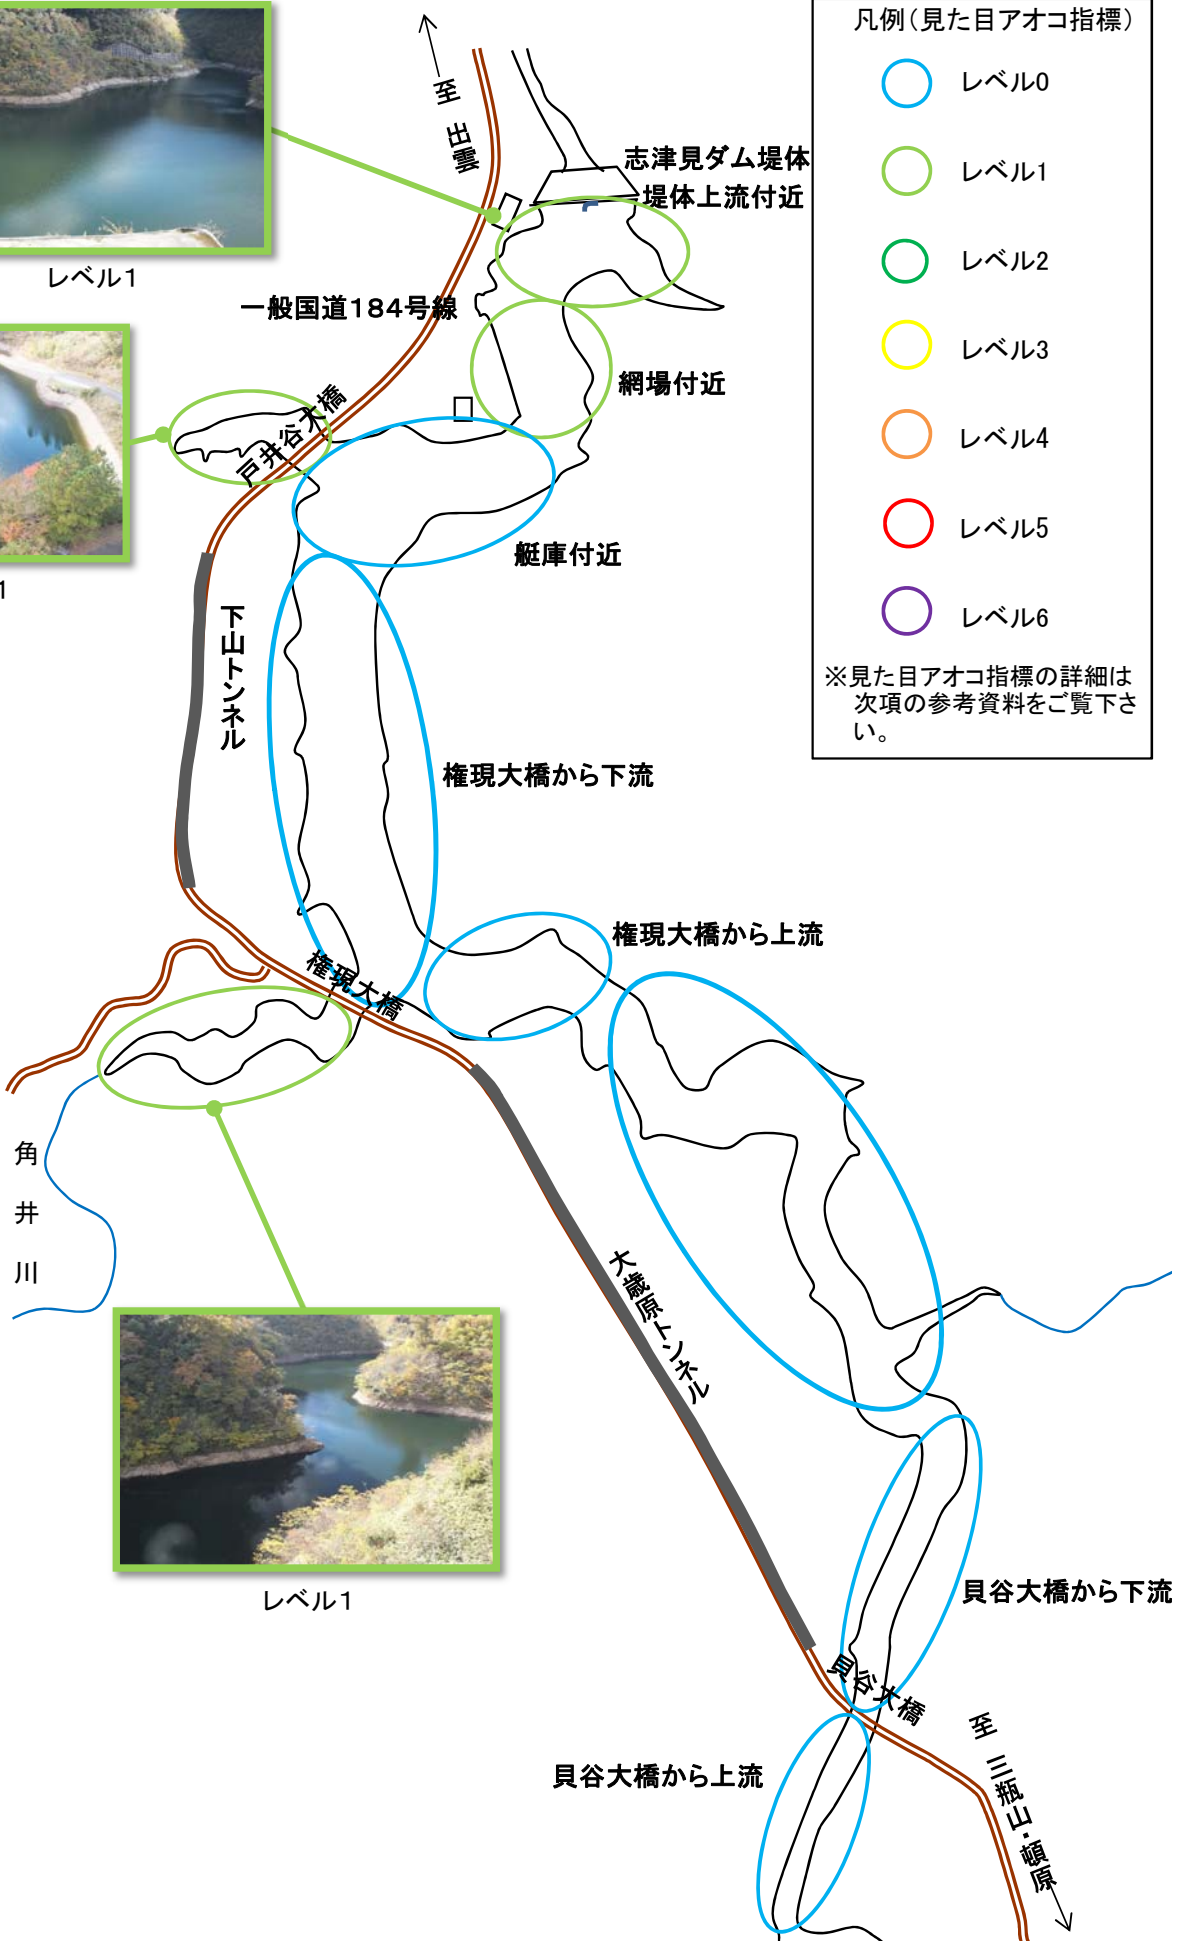 凡例（見た目アオコ指標）
レベル0
レベル1
レベル2
レベル3
レベル4
レベル5
レベル6
※見た目アオコ指標の詳細は
次項の参考資料をご覧下さ
い。
至 出雲
志津見ダム堤体
堤体上流付近
レベル1
一般国道184号線
網場付近
戸井谷大橋
艇庫付近
1
下山トンネル
権現大橋から下流
権現大橋から上流
権現大橋
角井川
大歳原トンネル
レベル1
貝谷大橋から下流
貝谷大橋
至 三瓶山・頓原
貝谷大橋から上流